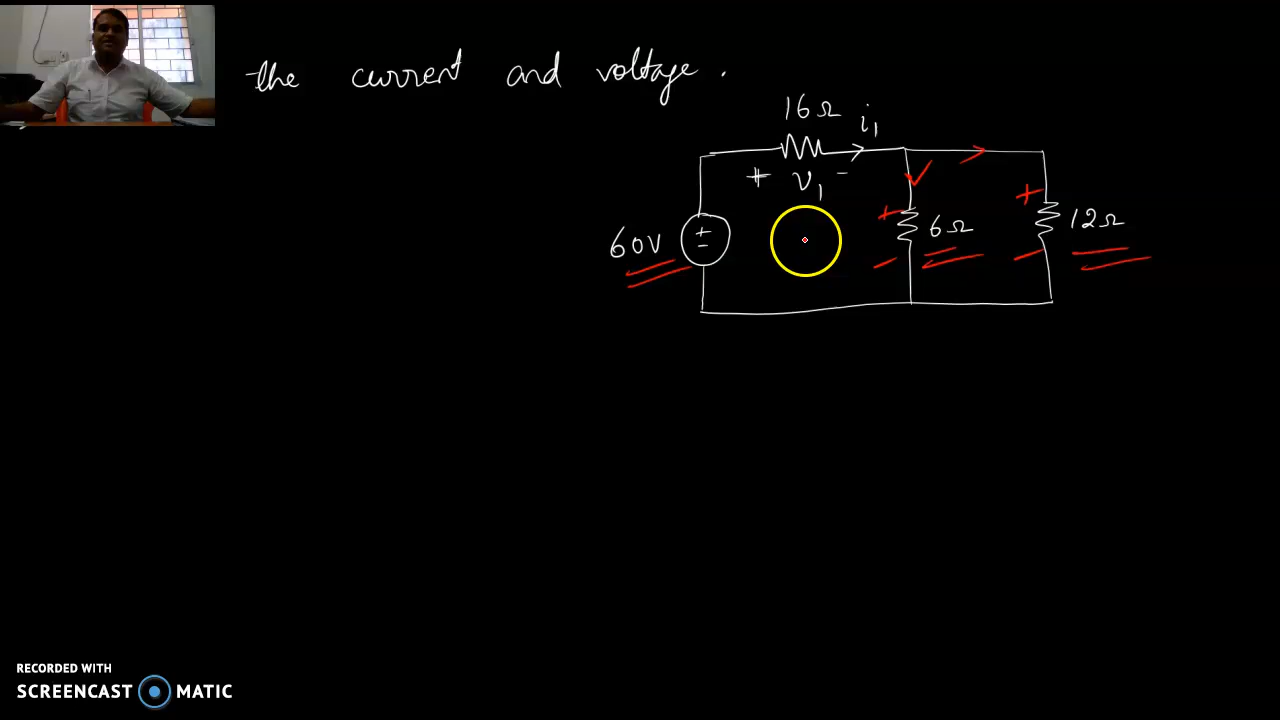 the current and voltage.
16Ω i₁
+ v₁ -
60V + - + - 6Ω + - 12Ω
RECORDED WITH
SCREENCAST MATIC